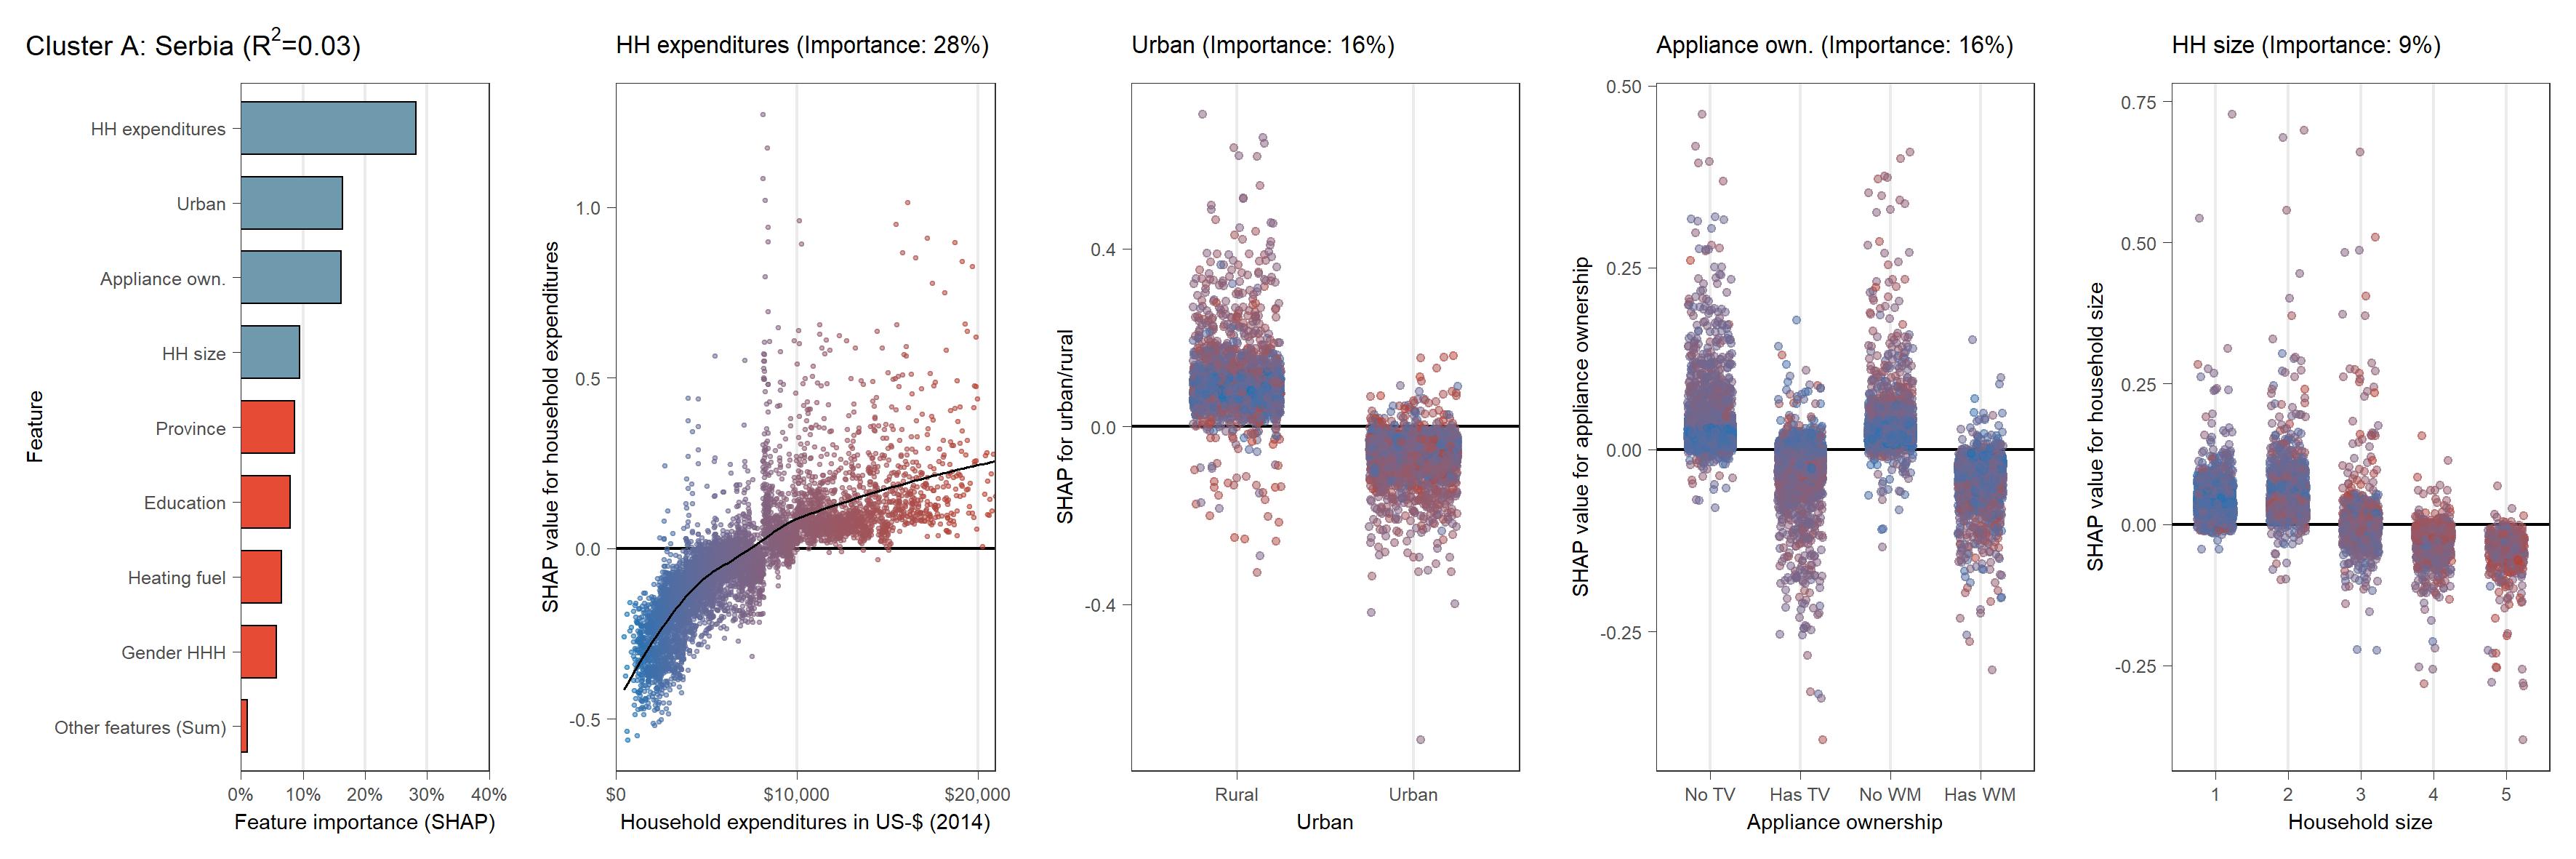 Cluster A: Serbia (R²=0.03)
Feature
HH expenditures
Urban
Appliance own.
HH size
Province
Education
Heating fuel
Gender HHH
Other features (Sum)
0% 10% 20% 30% 40%
Feature importance (SHAP)
HH expenditures (Importance: 28%)
SHAP value for household expenditures
1.0
0.5
0.0
-0.5
$0 $10,000 $20,000
Household expenditures in US-$ (2014)
Urban (Importance: 16%)
SHAP for urban/rural
0.4
0.0
-0.4
Rural Urban
Urban
Appliance own. (Importance: 16%)
SHAP value for appliance ownership
0.50
0.25
0.00
-0.25
No TV Has TV No WM Has WM
Appliance ownership
HH size (Importance: 9%)
SHAP value for household size
0.75
0.50
0.25
0.00
-0.25
1 2 3 4 5
Household size